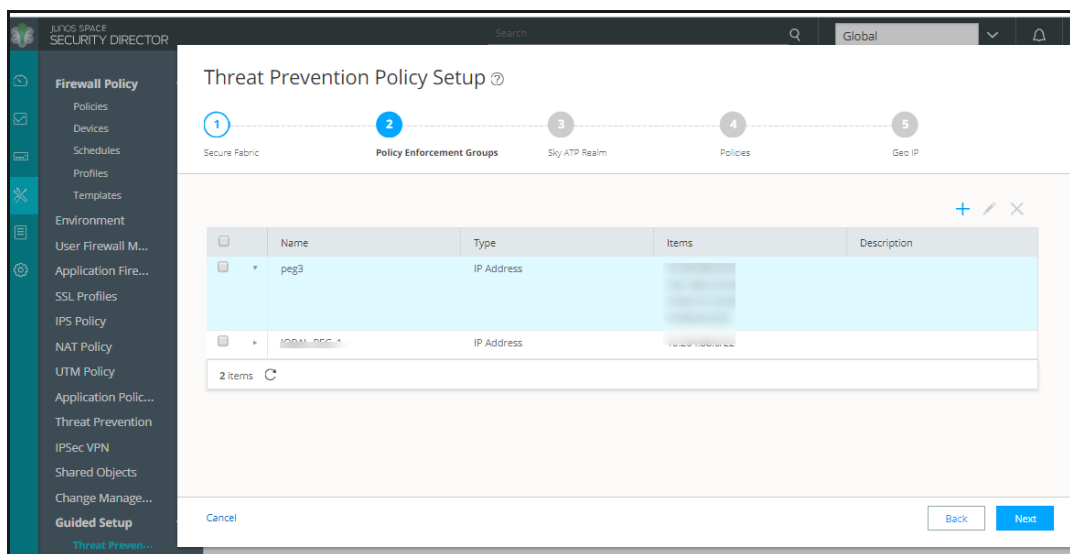 JUNOS SPACE
SECURITY DIRECTOR
Search
Global
Firewall Policy
Policies
Devices
Schedules
Profiles
Templates
Environment
User Firewall M...
Application Fire...
SSL Profiles
IPS Policy
NAT Policy
UTM Policy
Application Polic...
Threat Prevention
IPSec VPN
Shared Objects
Change Manage...
Guided Setup
Threat Preven...
Threat Prevention Policy Setup ?
1 2 3 4 5
Secure Fabric Policy Enforcement Groups Sky ATP Realm Policies Geo IP
Name Type Items Description
peg3 IP Address
IP Address
2 items
Cancel Back Next